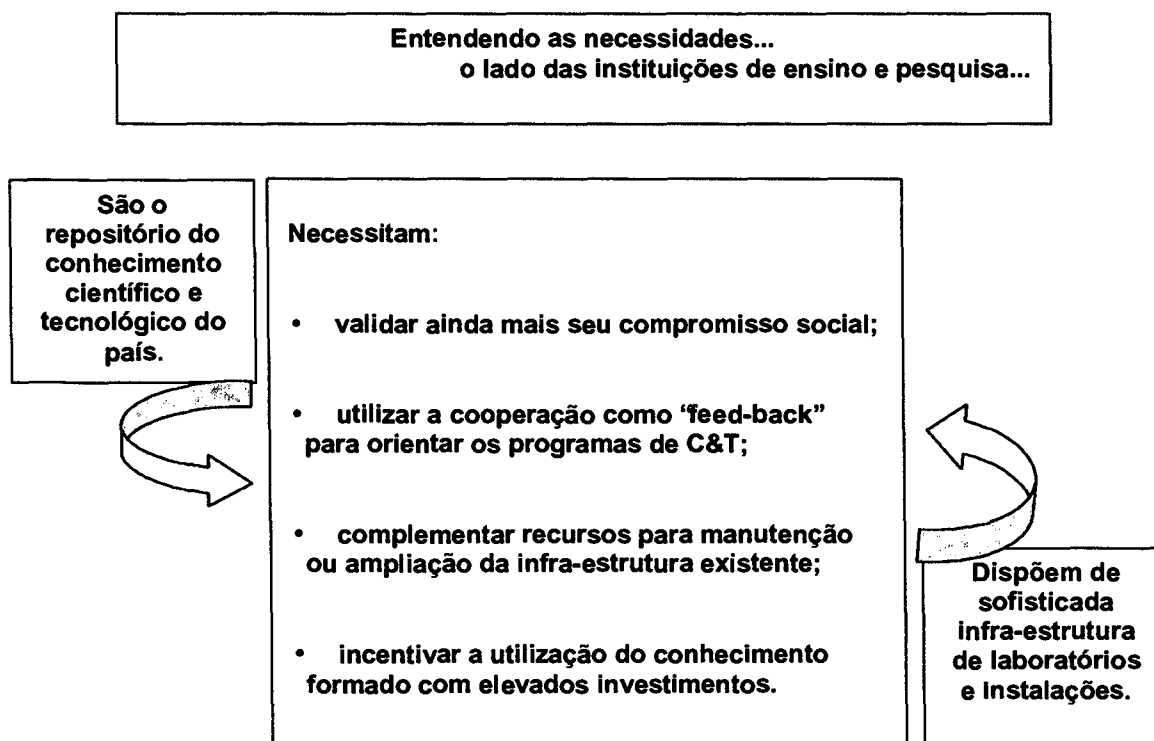 Entendendo as necessidades...
o lado das instituições de ensino e pesquisa...
São o
repositório do
conhecimento
científico e
tecnológico do
país.
Necessitam:
• validar ainda mais seu compromisso social;
• utilizar a cooperação como “feed-back”
para orientar os programas de C&T;
• complementar recursos para manutenção
ou ampliação da infra-estrutura existente;
• incentivar a utilização do conhecimento
formado com elevados investimentos.
Dispõem de
sofisticada
infra-estrutura
de laboratórios
e Instalações.